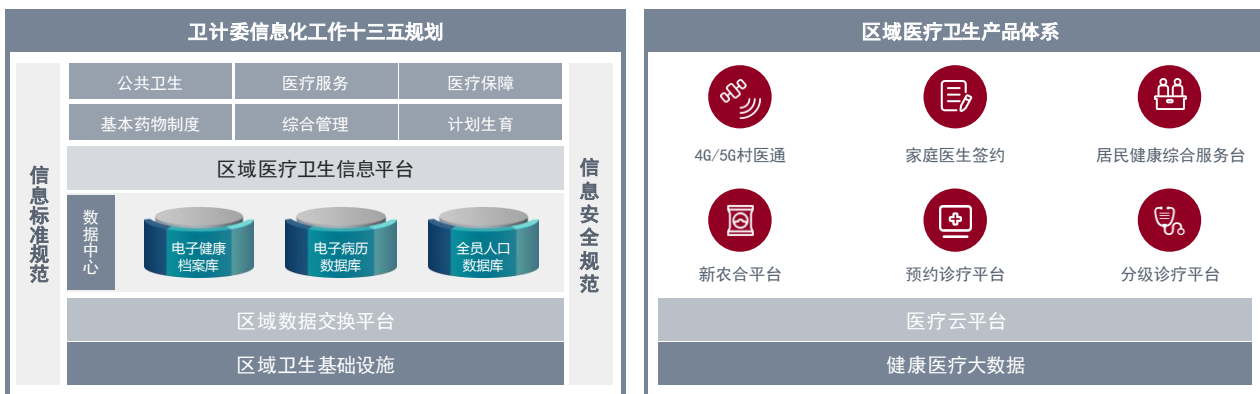 卫计委信息化工作十三五规划
信息标准规范
公共卫生
医疗服务
医疗保障
基本药物制度
综合管理
计划生育
区域医疗卫生信息平台
数据中心
电子健康
档案库
电子病历
数据库
全员人口
数据库
区域数据交换平台
区域卫生基础设施
信息安全规范
区域医疗卫生产品体系
4G/5G村医通
家庭医生签约
居民健康综合服务台
新农合平台
预约诊疗平台
分级诊疗平台
医疗云平台
健康医疗大数据